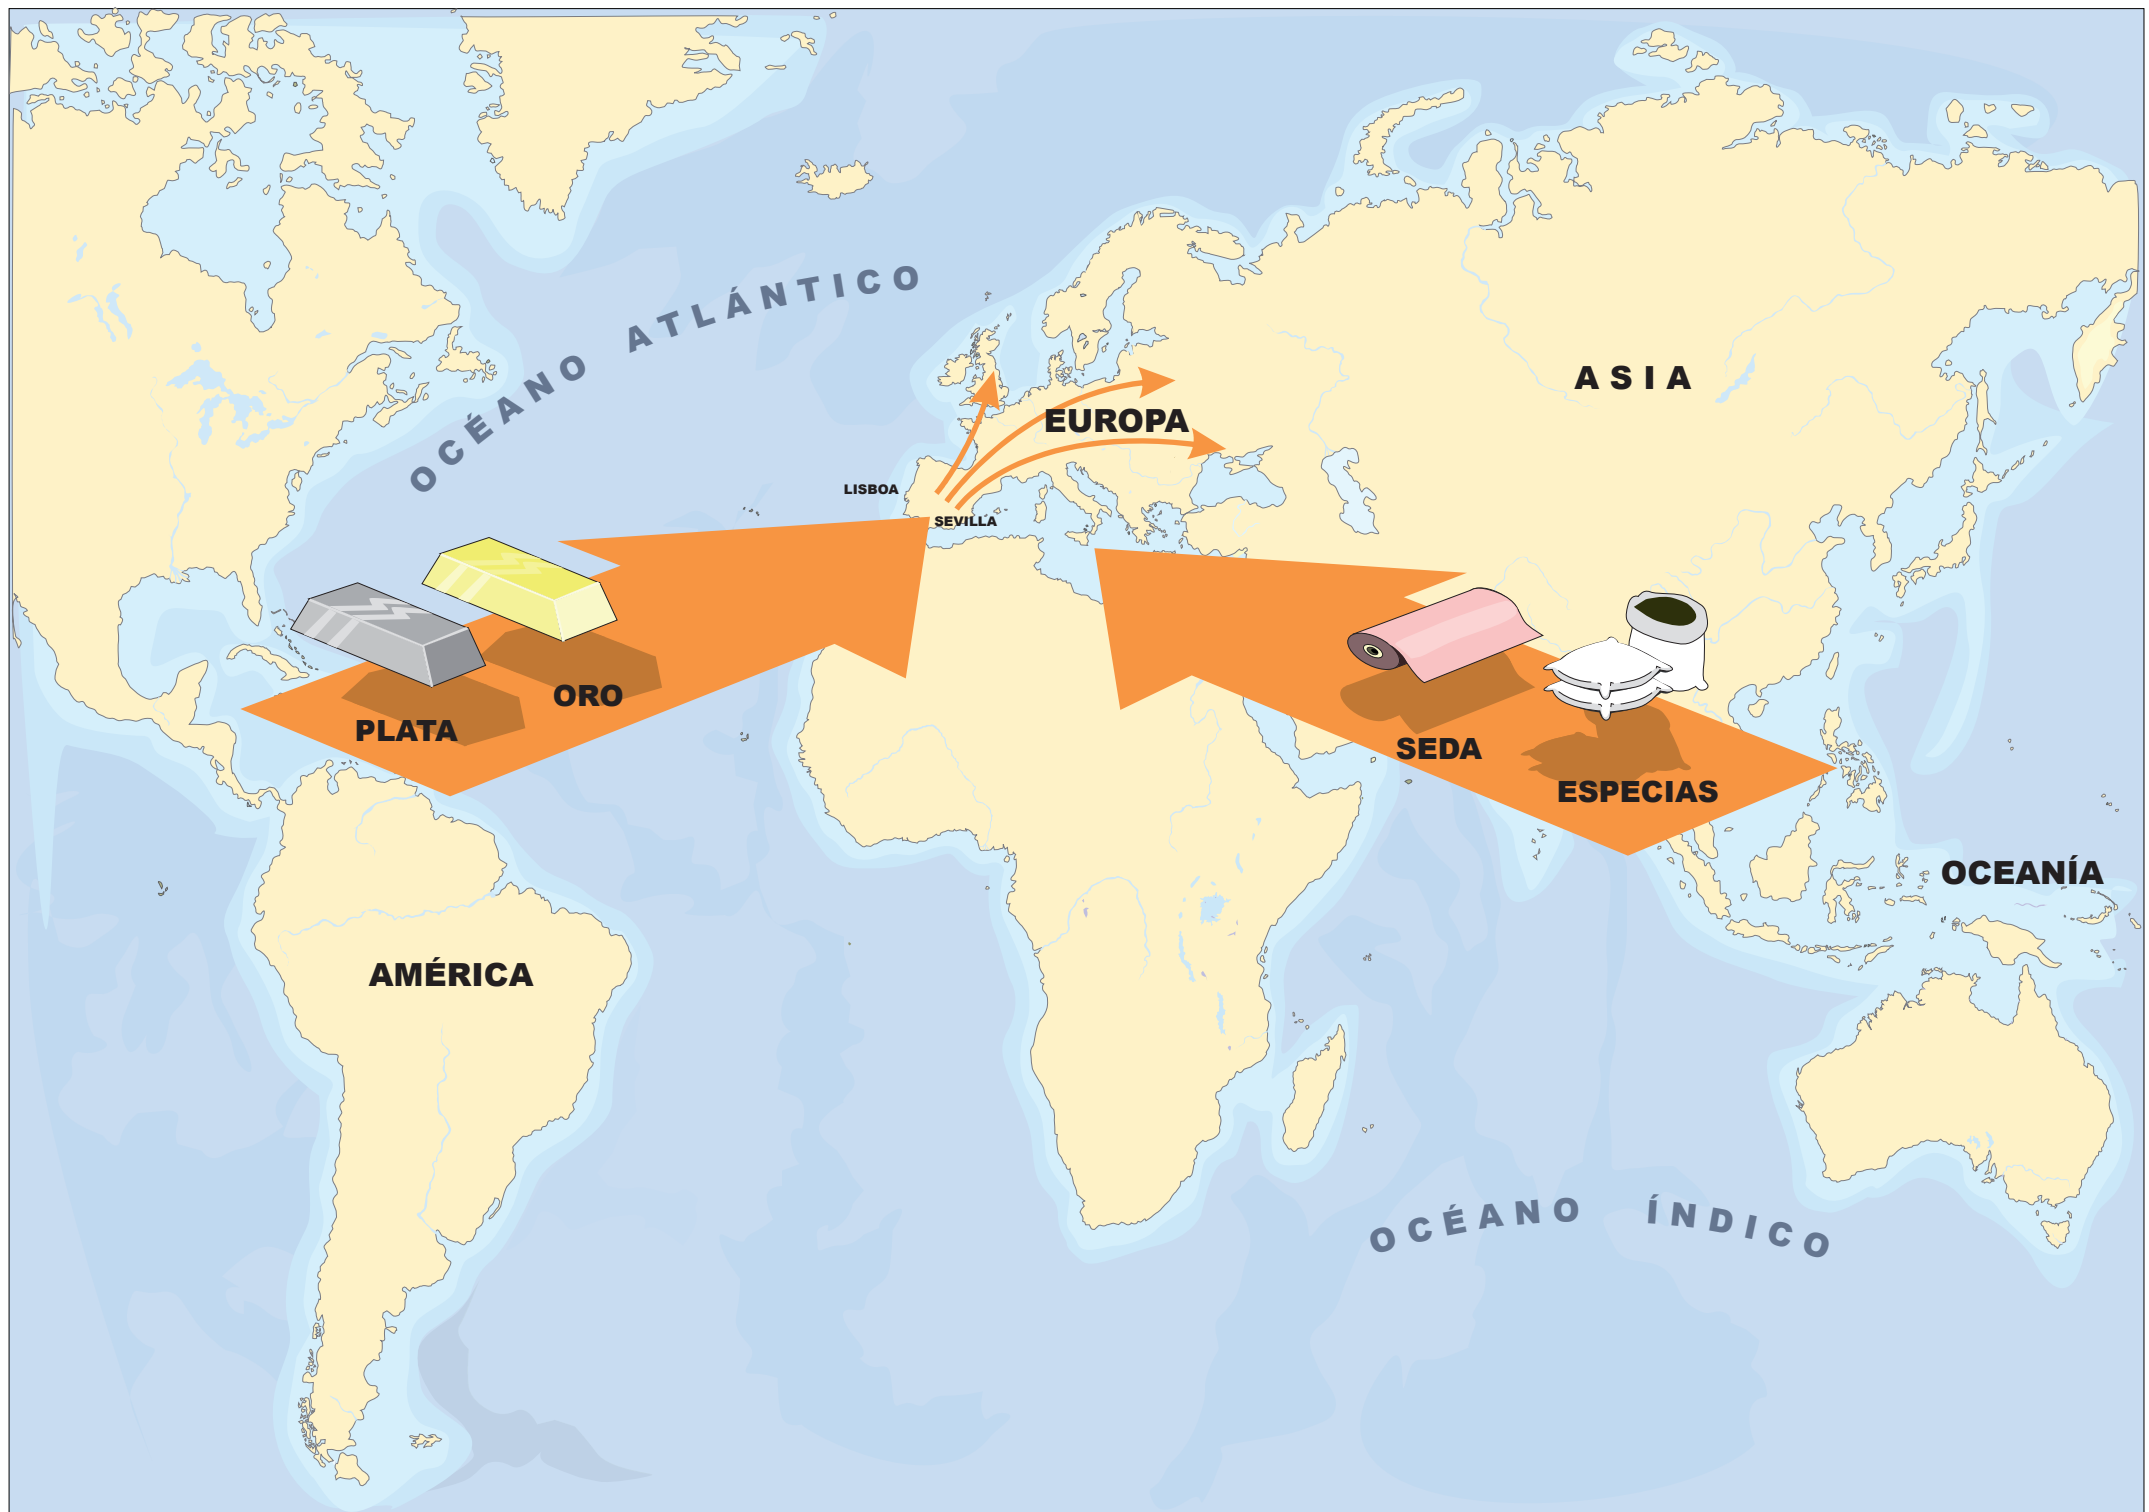 OCÉANO ATLÁNTICO
ASIA
EUROPA
LISBOA
SEVILLA
ORO
PLATA
SEDA
ESPECIAS
OCEANÍA
AMÉRICA
OCÉANO ÍNDICO